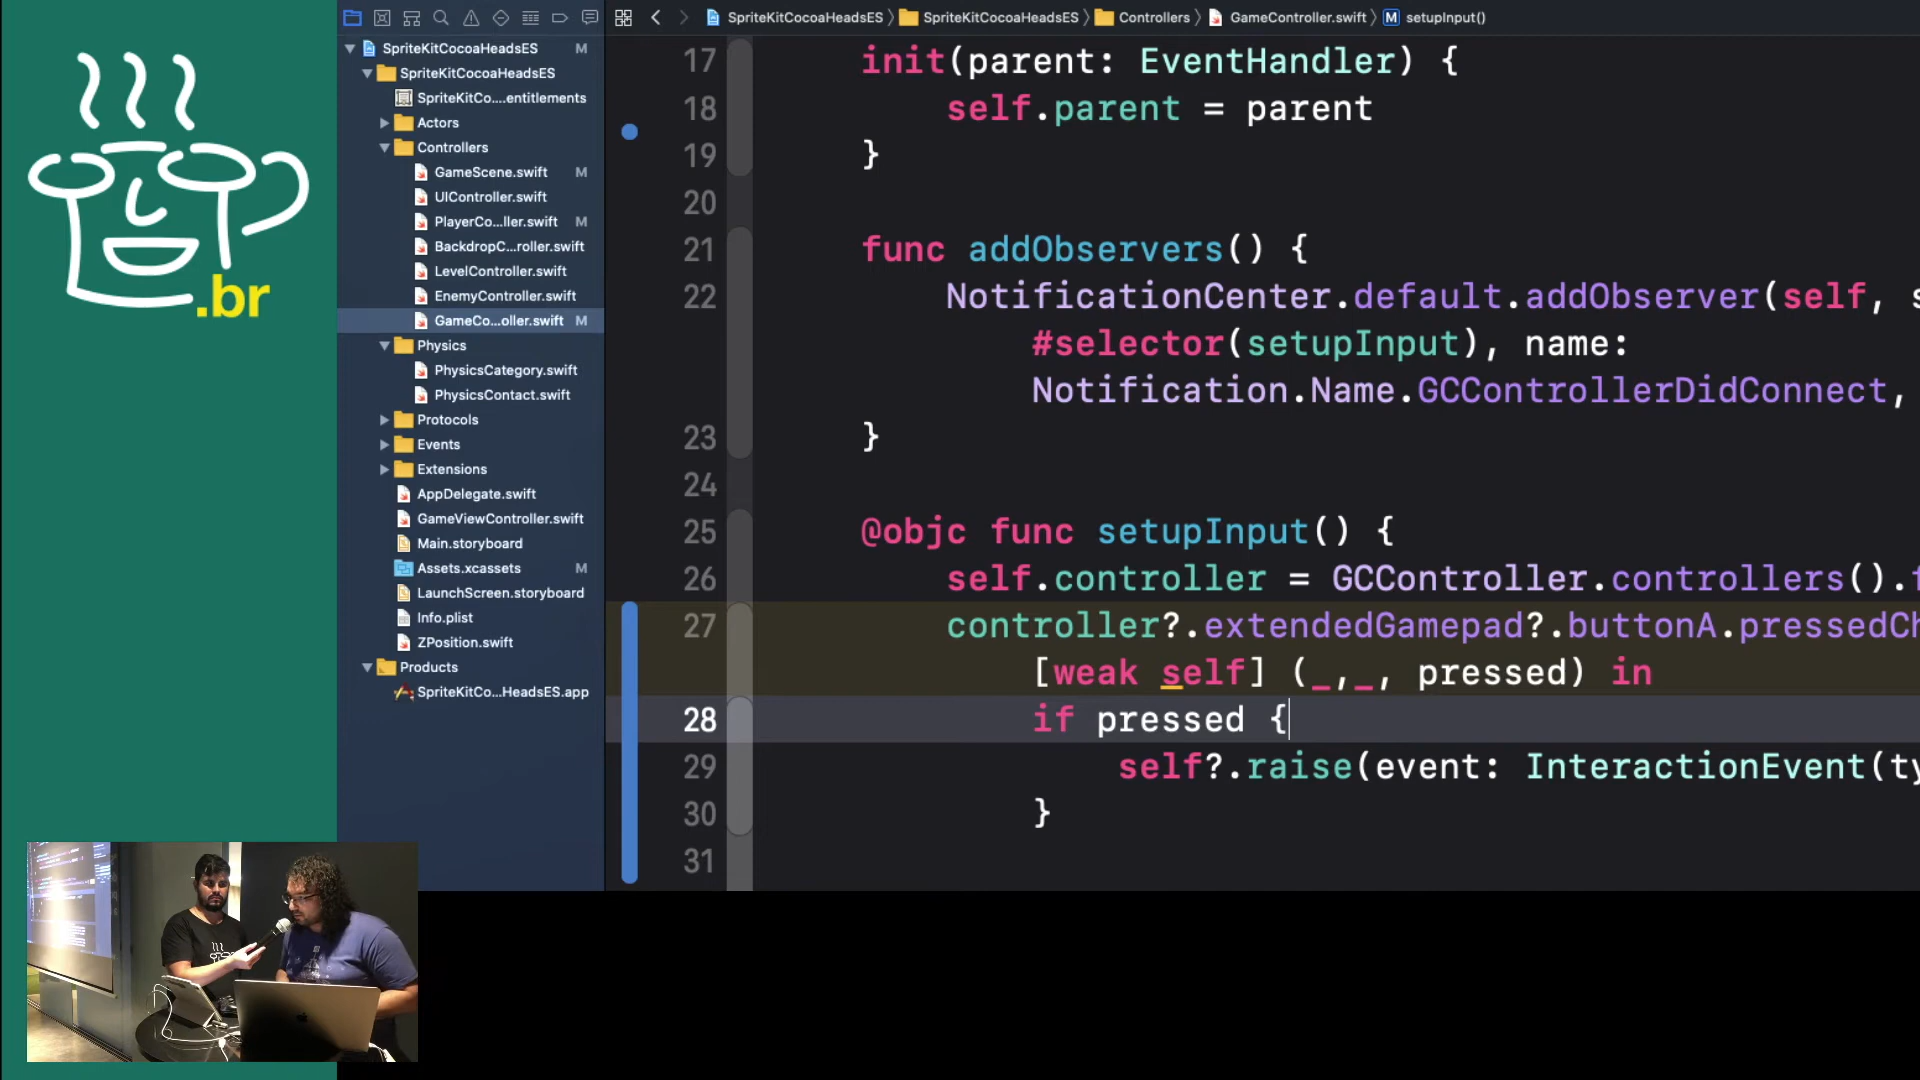 .br
SpriteKitCocoaHeadsES M
SpriteKitCocoaHeadsES
SpriteKitCo....entitlements
Actors
Controllers
GameScene.swift M
UIController.swift
PlayerCo...ller.swift M
BackdropC...roller.swift
LevelController.swift
EnemyController.swift
GameCo...oller.swift M
Physics
PhysicsCategory.swift
PhysicsContact.swift
Protocols
Events
Extensions
AppDelegate.swift
GameViewController.swift
Main.storyboard
Assets.xcassets M
LaunchScreen.storyboard
Info.plist
ZPosition.swift
Products
SpriteKitCo...HeadsES.app
SpriteKitCocoaHeadsES 〉 SpriteKitCocoaHeadsES 〉 Controllers 〉 GameController.swift 〉 M setupInput()
17 init(parent: EventHandler) {
18 self.parent = parent
19 }
20
21 func addObservers() {
22 NotificationCenter.default.addObserver(self, s
#selector(setupInput), name:
Notification.Name.GCControllerDidConnect,
23 }
24
25 @objc func setupInput() {
26 self.controller = GCController.controllers().f
27 controller?.extendedGamepad?.buttonA.pressedCh
[weak self] (_,_, pressed) in
28 if pressed {
29 self?.raise(event: InteractionEvent(ty
30 }
31